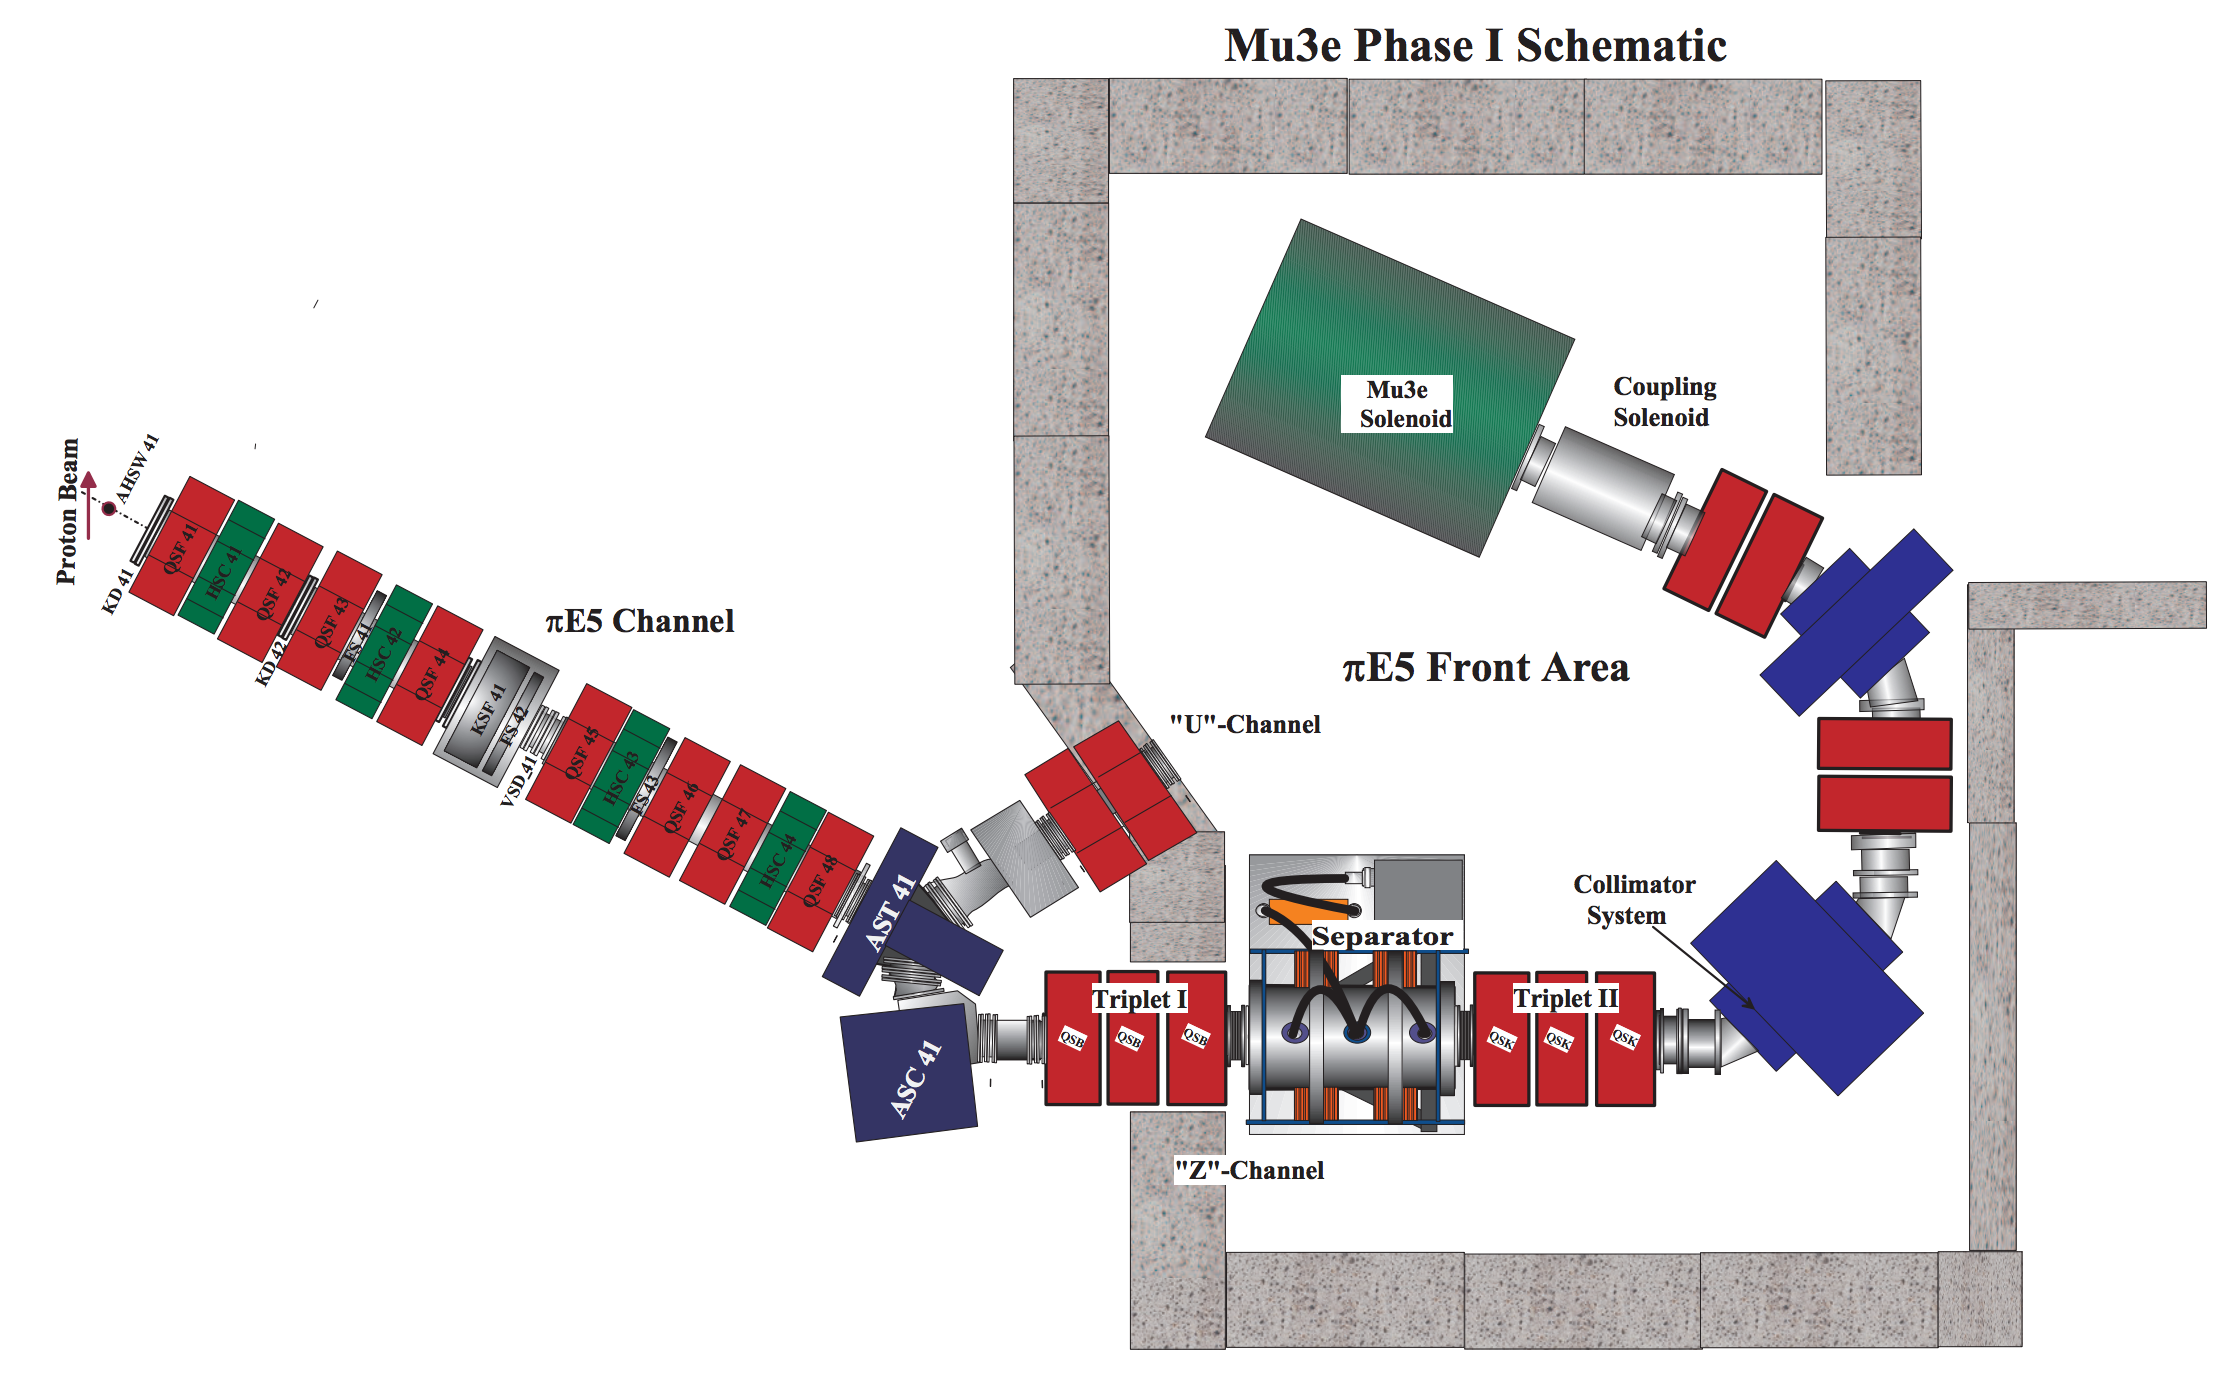 Mu3e Phase I Schematic
Proton Beam
AHSW 41
KD 41
QSF 41
HSC 41
QSF 42
KD 42
QSF 43
FS 41
HSC 42
QSF 44
KSF 41
FS 42
VSD 41
QSF 45
HSC 43
FS 43
QSF 46
QSF 47
HSC 44
QSF 48
πE5 Channel
AST 41
ASC 41
"U"-Channel
Mu3e
Solenoid
Coupling
Solenoid
πE5 Front Area
Collimator
System
Separator
Triplet I
QSB
QSB
QSB
Triplet II
QSK
QSK
QSK
"Z"-Channel